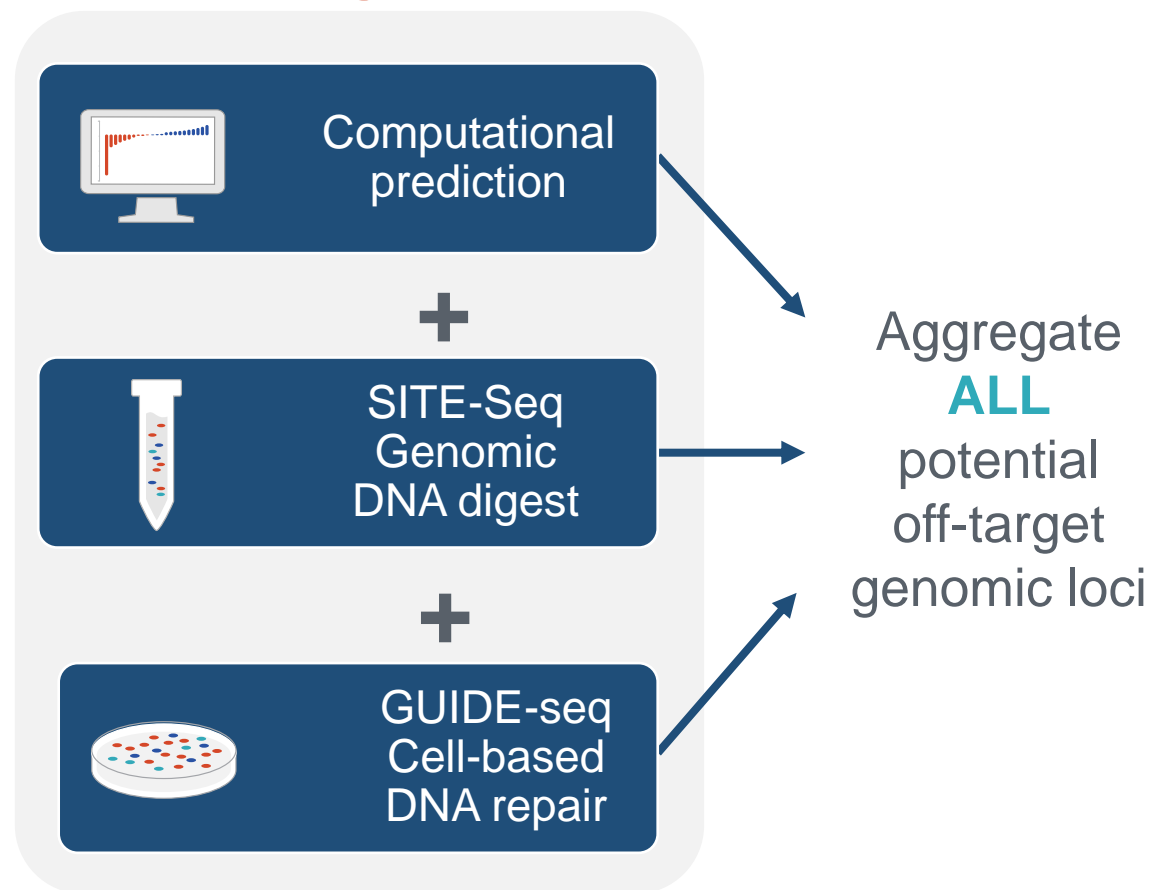 Computational
prediction
+
SITE-Seq
Genomic
DNA digest
+
GUIDE-seq
Cell-based
DNA repair
Aggregate
ALL
potential
off-target
genomic loci